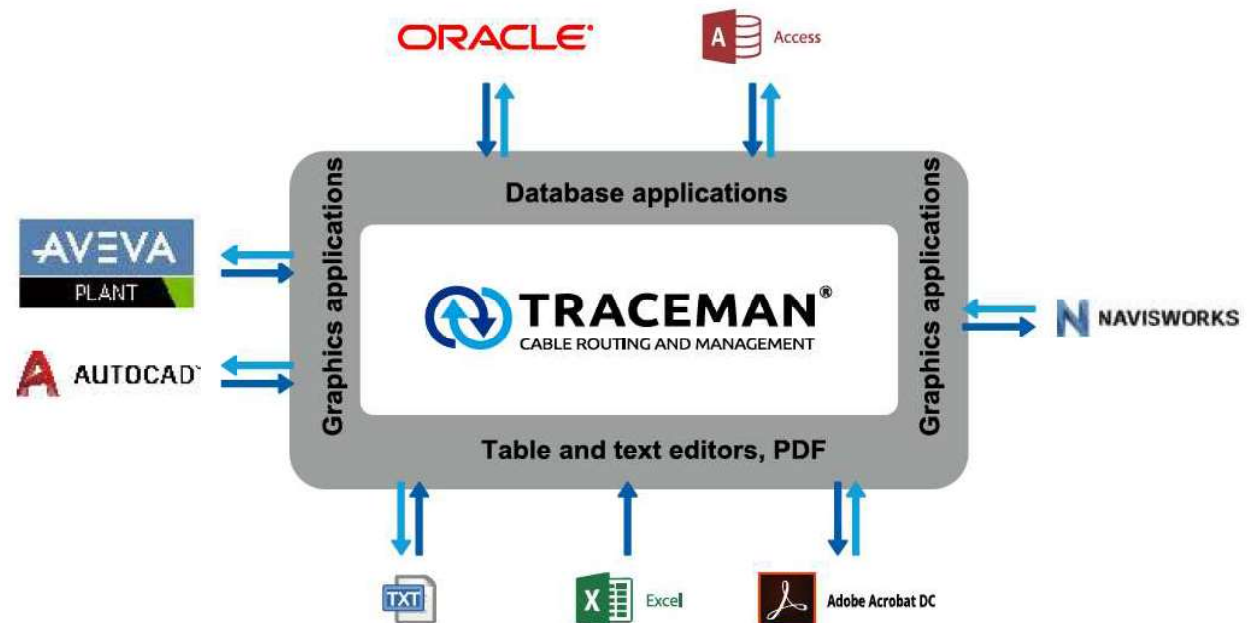 ORACLE®
A Access
Database applications
Graphics applications
Graphics applications
AVEVA
PLANT
TRACEMAN®
CABLE ROUTING AND MANAGEMENT
N NAVISWORKS
A AUTOCAD™
Table and text editors, PDF
TXT
X Excel
Adobe Acrobat DC